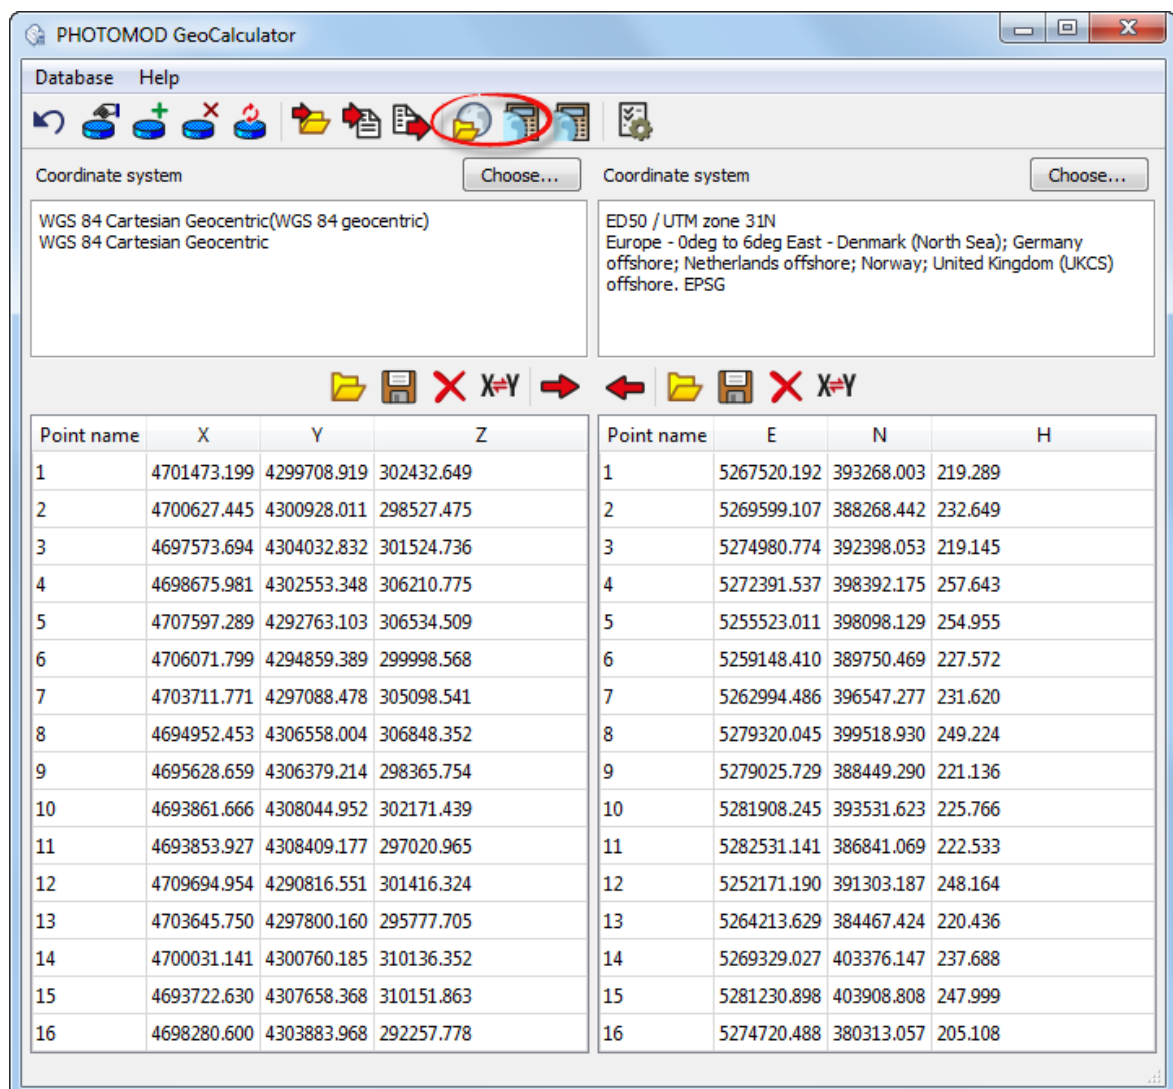 PHOTOMOD GeoCalculator
Database Help
Coordinate system Choose...
WGS 84 Cartesian Geocentric(WGS 84 geocentric)
WGS 84 Cartesian Geocentric
Coordinate system Choose...
ED50 / UTM zone 31N
Europe - 0deg to 6deg East - Denmark (North Sea); Germany
offshore; Netherlands offshore; Norway; United Kingdom (UKCS)
offshore. EPSG
X⇌Y X⇌Y
Point name X Y Z
1 4701473.199 4299708.919 302432.649
2 4700627.445 4300928.011 298527.475
3 4697573.694 4304032.832 301524.736
4 4698675.981 4302553.348 306210.775
5 4707597.289 4292763.103 306534.509
6 4706071.799 4294859.389 299998.568
7 4703711.771 4297088.478 305098.541
8 4694952.453 4306558.004 306848.352
9 4695628.659 4306379.214 298365.754
10 4693861.666 4308044.952 302171.439
11 4693853.927 4308409.177 297020.965
12 4709694.954 4290816.551 301416.324
13 4703645.750 4297800.160 295777.705
14 4700031.141 4300760.185 310136.352
15 4693722.630 4307658.368 310151.863
16 4698280.600 4303883.968 292257.778
Point name E N H
1 5267520.192 393268.003 219.289
2 5269599.107 388268.442 232.649
3 5274980.774 392398.053 219.145
4 5272391.537 398392.175 257.643
5 5255523.011 398098.129 254.955
6 5259148.410 389750.469 227.572
7 5262994.486 396547.277 231.620
8 5279320.045 399518.930 249.224
9 5279025.729 388449.290 221.136
10 5281908.245 393531.623 225.766
11 5282531.141 386841.069 222.533
12 5252171.190 391303.187 248.164
13 5264213.629 384467.424 220.436
14 5269329.027 403376.147 237.688
15 5281230.898 403908.808 247.999
16 5274720.488 380313.057 205.108